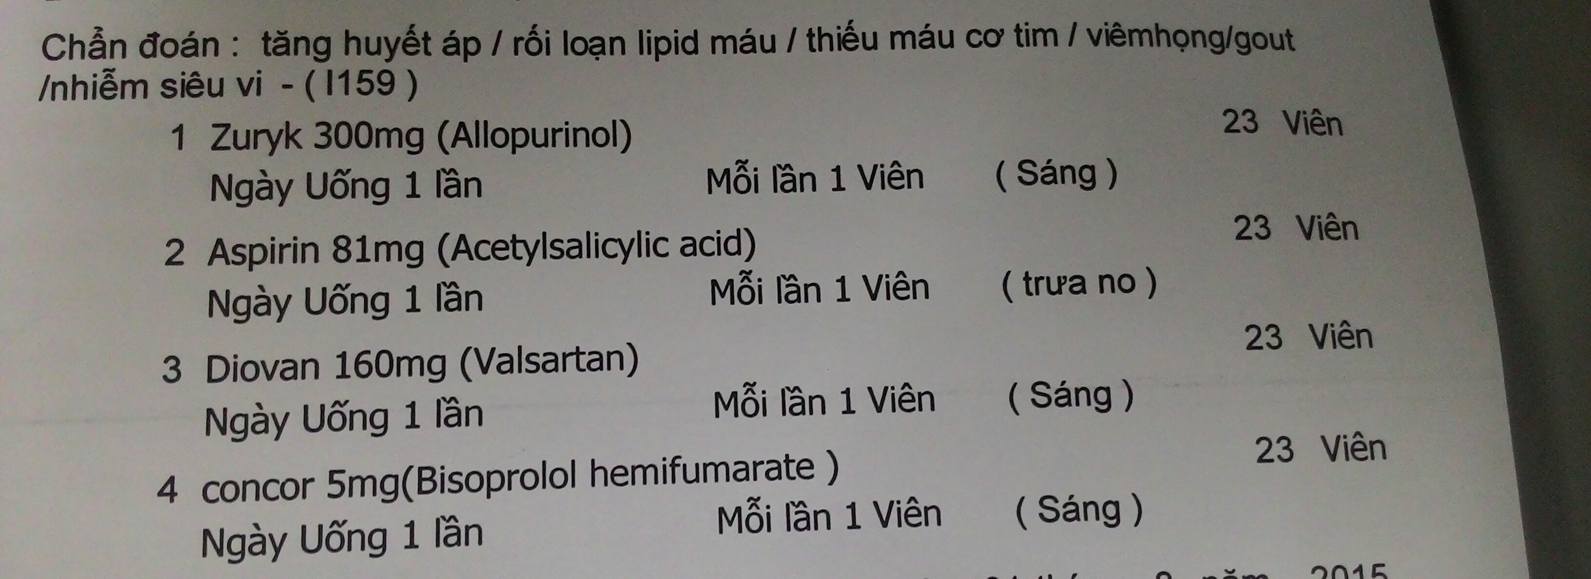 Chẩn đoán : tăng huyết áp / rối loạn lipid máu / thiếu máu cơ tim / viêmhọng/gout
/nhiễm siêu vi - ( I159 )
1 Zuryk 300mg (Allopurinol) 23 Viên
Ngày Uống 1 lần Mỗi lần 1 Viên ( Sáng )
2 Aspirin 81mg (Acetylsalicylic acid) 23 Viên
Ngày Uống 1 lần Mỗi lần 1 Viên ( trưa no )
3 Diovan 160mg (Valsartan) 23 Viên
Ngày Uống 1 lần Mỗi lần 1 Viên ( Sáng )
4 concor 5mg(Bisoprolol hemifumarate ) 23 Viên
Ngày Uống 1 lần Mỗi lần 1 Viên ( Sáng )
năm 2015